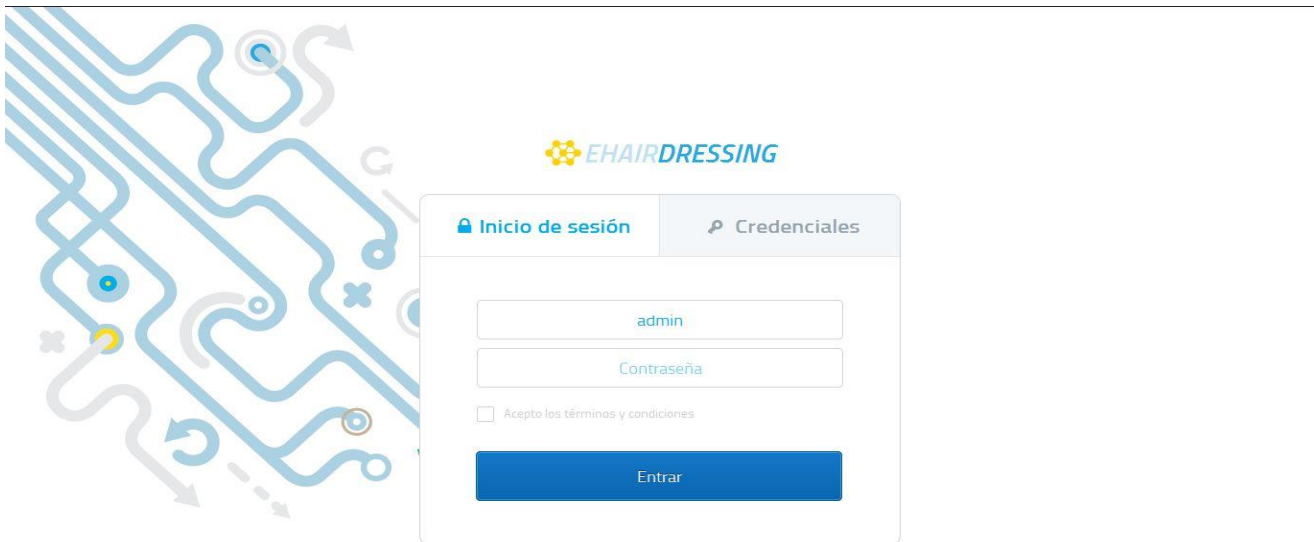 EHAIRDRESSING
Inicio de sesión
Credenciales
admin
Contraseña
Acepto los términos y condiciones
Entrar